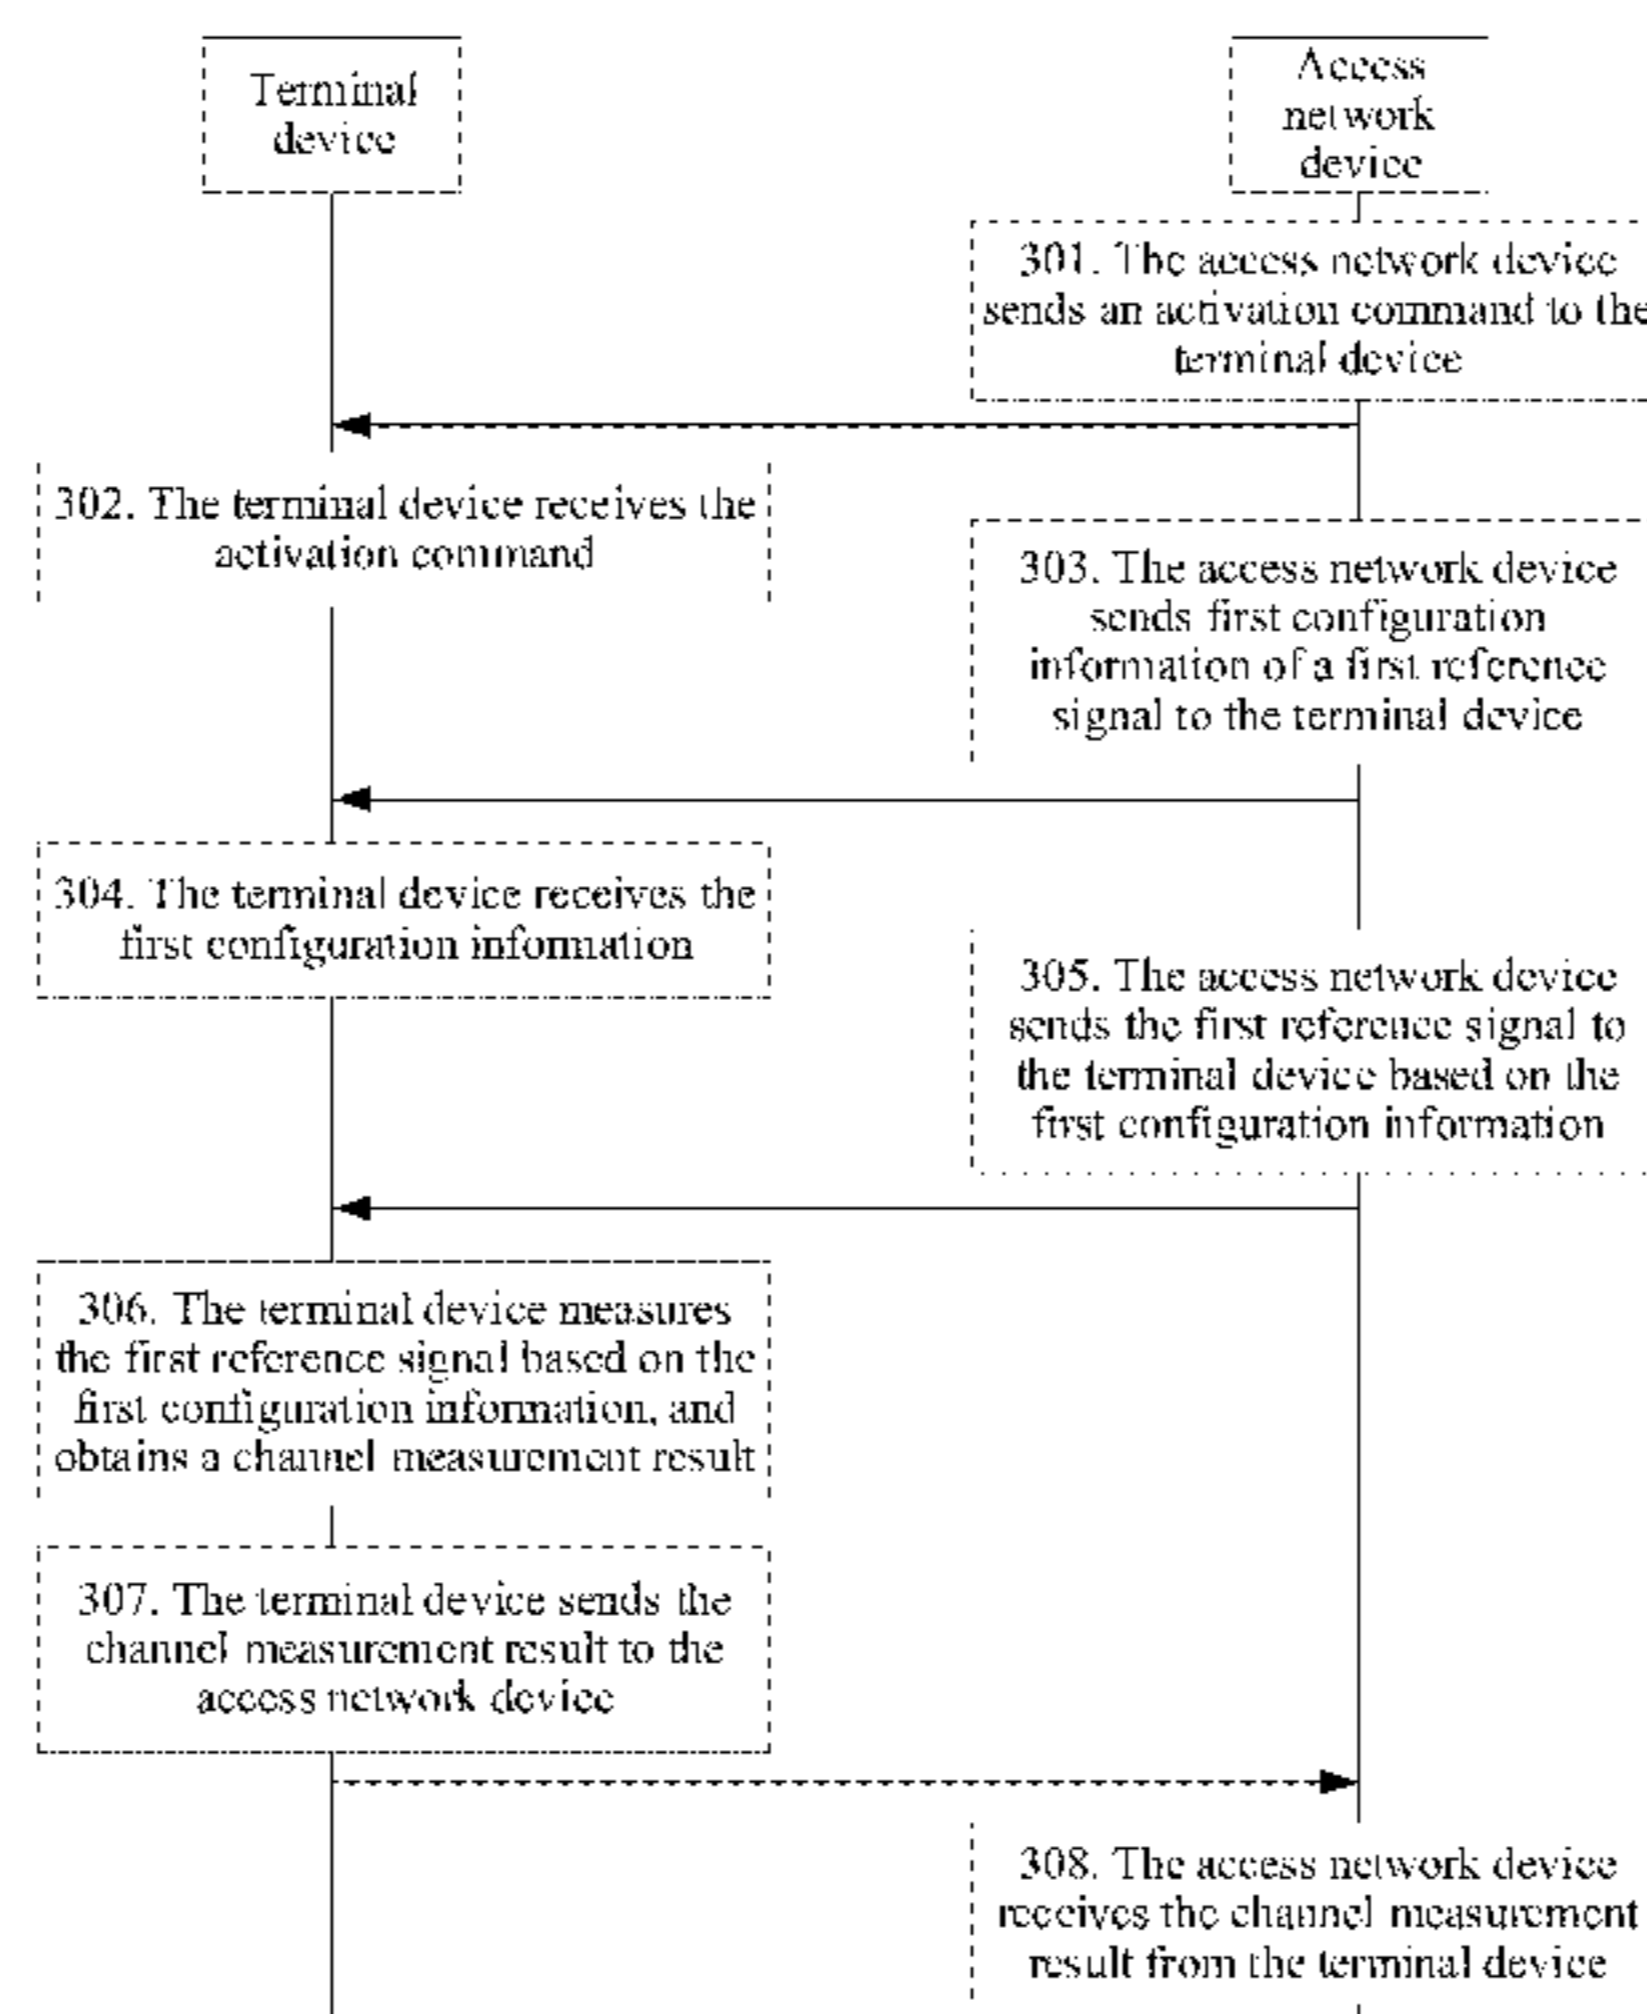 Terminal
device
Access
network
device
301. The access network device
sends an activation command to the
terminal device
302. The terminal device receives the
activation command
303. The access network device
sends first configuration
information of a first reference
signal to the terminal device
304. The terminal device receives the
first configuration information
305. The access network device
sends the first reference signal to
the terminal device based on the
first configuration information
306. The terminal device measures
the first reference signal based on the
first configuration information, and
obtains a channel measurement result
307. The terminal device sends the
channel measurement result to the
access network device
308. The access network device
receives the channel measurement
result from the terminal device